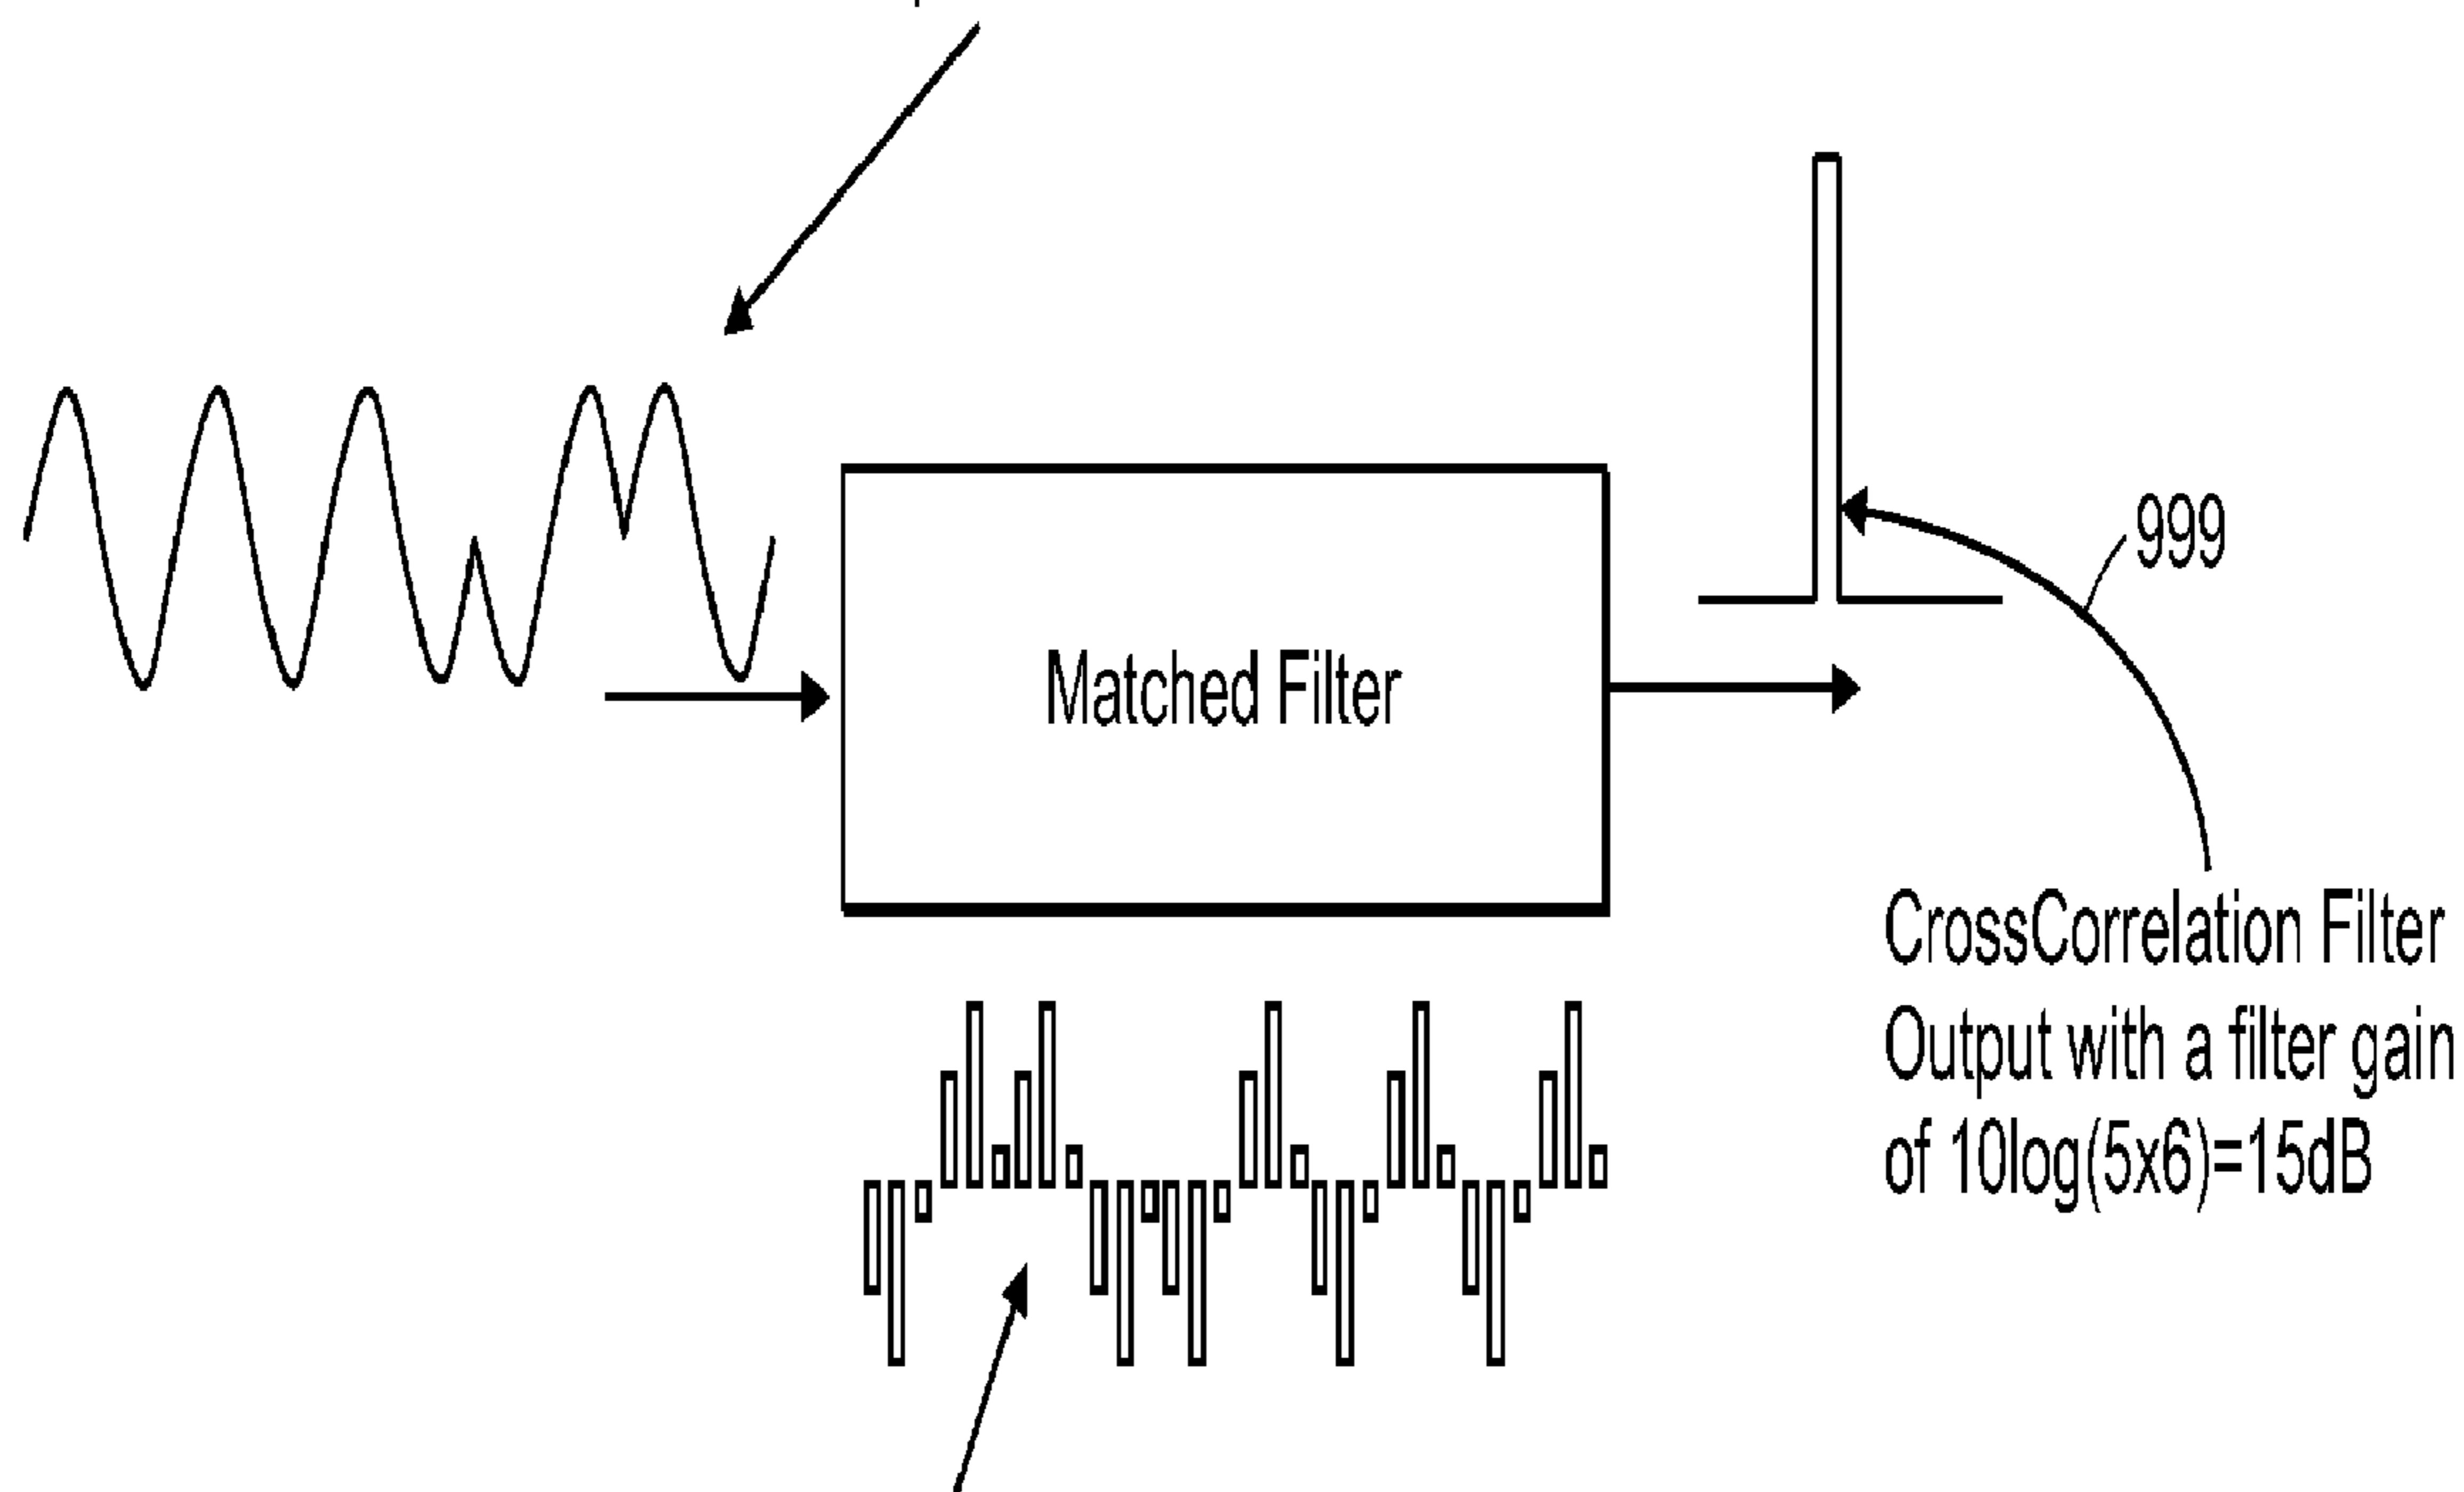 999
Matched Filter
CrossCorrelation Filter
Output with a filter gain
of 10log(5x6)=15dB